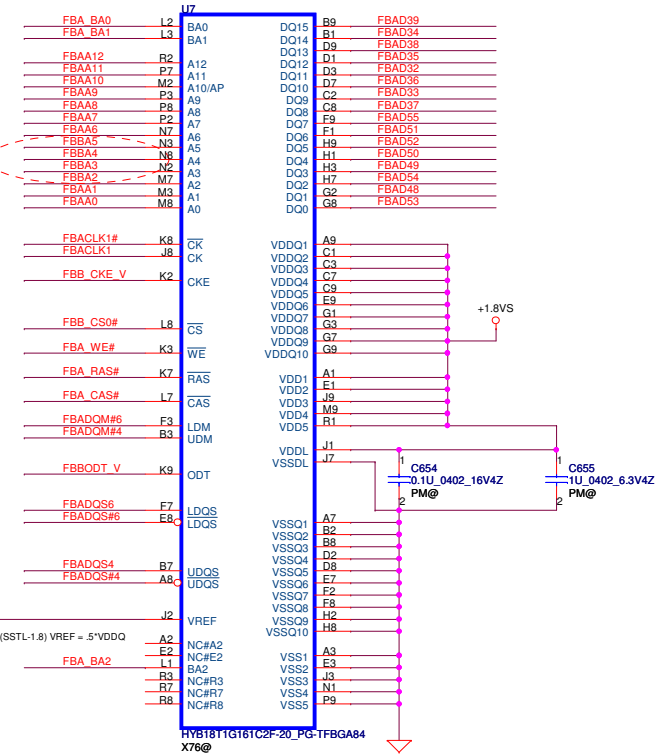 U7
FBA_BA0 L2 BA0 DQ15 B9 FBAD39
FBA_BA1 L3 BA1 DQ14 B1 FBAD34
DQ13 D9 FBAD38
FBAA12 R2 A12 DQ12 D1 FBAD35
FBAA11 P7 A11 DQ11 D3 FBAD32
FBAA10 M2 A10/AP DQ10 D7 FBAD36
FBAA9 P3 A9 DQ9 C2 FBAD33
FBAA8 P8 A8 DQ8 C8 FBAD37
FBAA7 P2 A7 DQ7 F9 FBAD55
FBAA6 N7 A6 DQ6 F1 FBAD51
FBBA5 N3 A5 DQ5 H9 FBAD52
FBBA4 N8 A4 DQ4 H1 FBAD50
FBBA3 N2 A3 DQ3 H3 FBAD49
FBBA2 M7 A2 DQ2 H7 FBAD54
FBAA1 M3 A1 DQ1 G2 FBAD48
FBAA0 M8 A0 DQ0 G8 FBAD53
FBACLK1# K8 CK VDDQ1 A9
FBACLK1 J8 CK VDDQ2 C1
VDDQ3 C3
FBB_CKE_V K2 CKE VDDQ4 C7
VDDQ5 C9
VDDQ6 E9
VDDQ7 G1
+1.8VS
FBB_CS0# L8 CS VDDQ8 G3
VDDQ9 G7
FBA_WE# K3 WE VDDQ10 G9
FBA_RAS# K7 RAS VDD1 A1
VDD2 E1
FBA_CAS# L7 CAS VDD3 J9
VDD4 M9
FBADQM#6 F3 LDM VDD5 R1
FBADQM#4 B3 UDM
VDDL J1
VSSDL J7
1 C654
0.1U_0402_16V4Z
2 PM@
1 C655
1U_0402_6.3V4Z
2 PM@
FBBODT_V K9 ODT
FBADQS6 F7 LDQS
FBADQS#6 E8 LDQS VSSQ1 A7
VSSQ2 B2
VSSQ3 B8
VSSQ4 D2
FBADQS4 B7 UDQS VSSQ5 D8
FBADQS#4 A8 UDQS VSSQ6 E7
VSSQ7 F2
VSSQ8 F8
J2 VREF VSSQ9 H2
VSSQ10 H8
(SSTL-1.8) VREF = .5*VDDQ
A2 NC#A2
E2 NC#E2 VSS1 A3
FBA_BA2 L1 BA2 VSS2 E3
R3 NC#R3 VSS3 J3
R7 NC#R7 VSS4 N1
R8 NC#R8 VSS5 P9
HYB18T1G161C2F-20_PG-TFBGA84
X76@